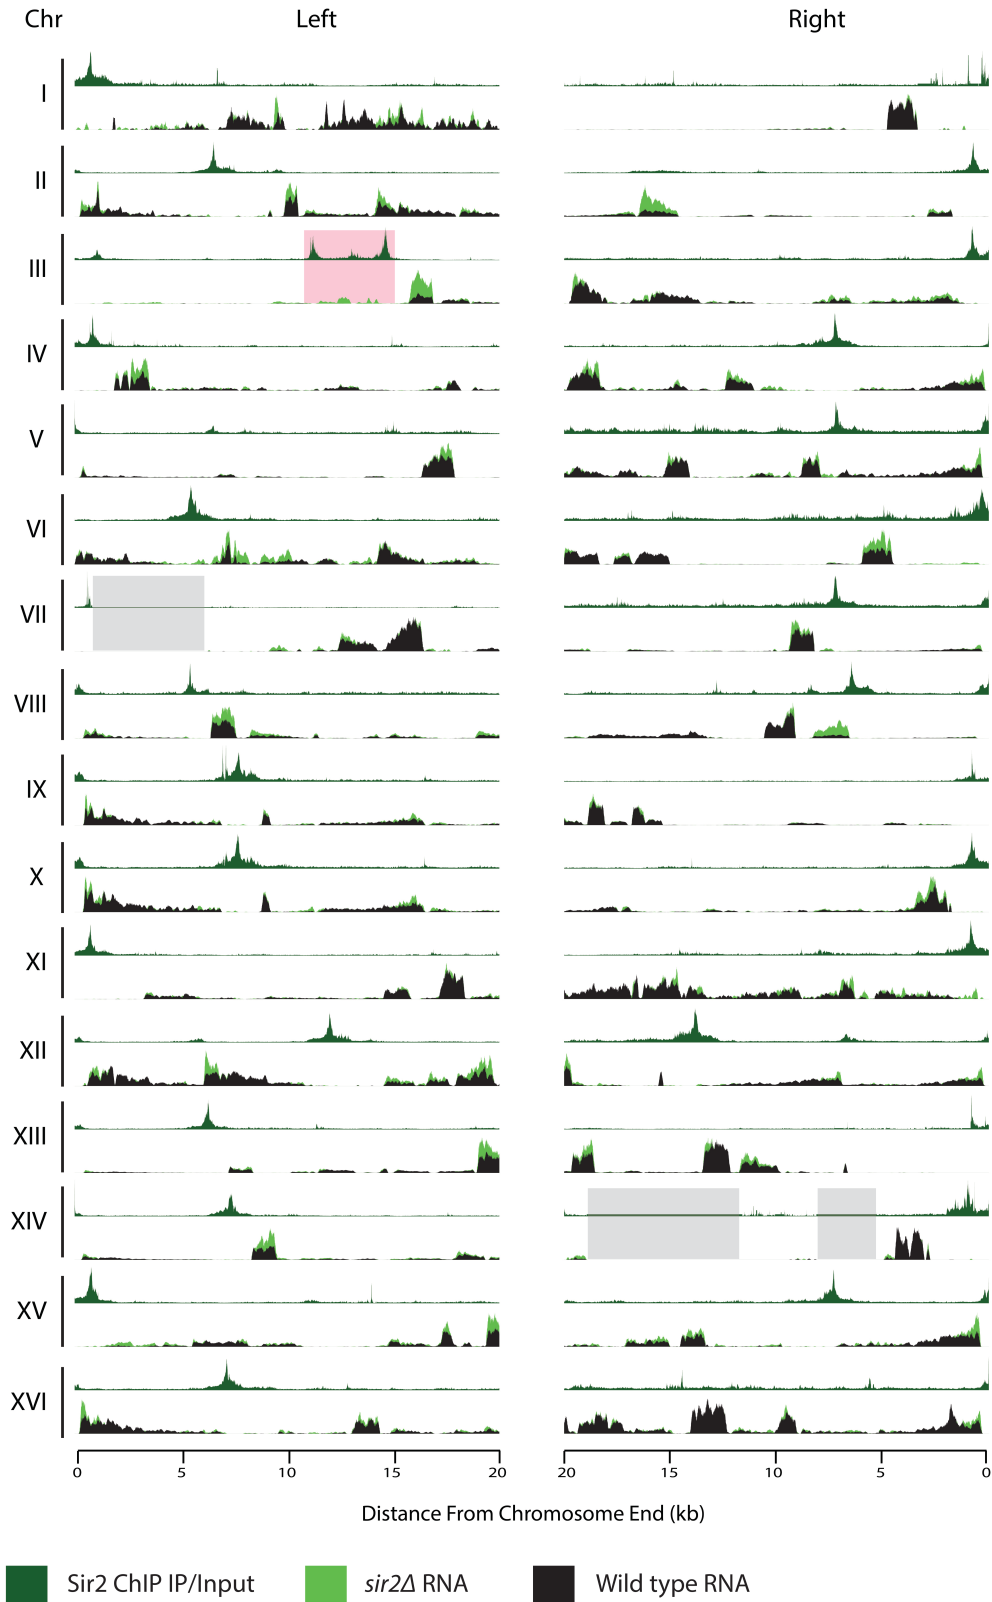 Chr Left Right
I
II
III
IV
V
VI
VII
VIII
IX
X
XI
XII
XIII
XIV
XV
XVI
0 5 10 15 20 20 15 10 5 0
Distance From Chromosome End (kb)
Sir2 ChIP IP/Input sir2Δ RNA Wild type RNA